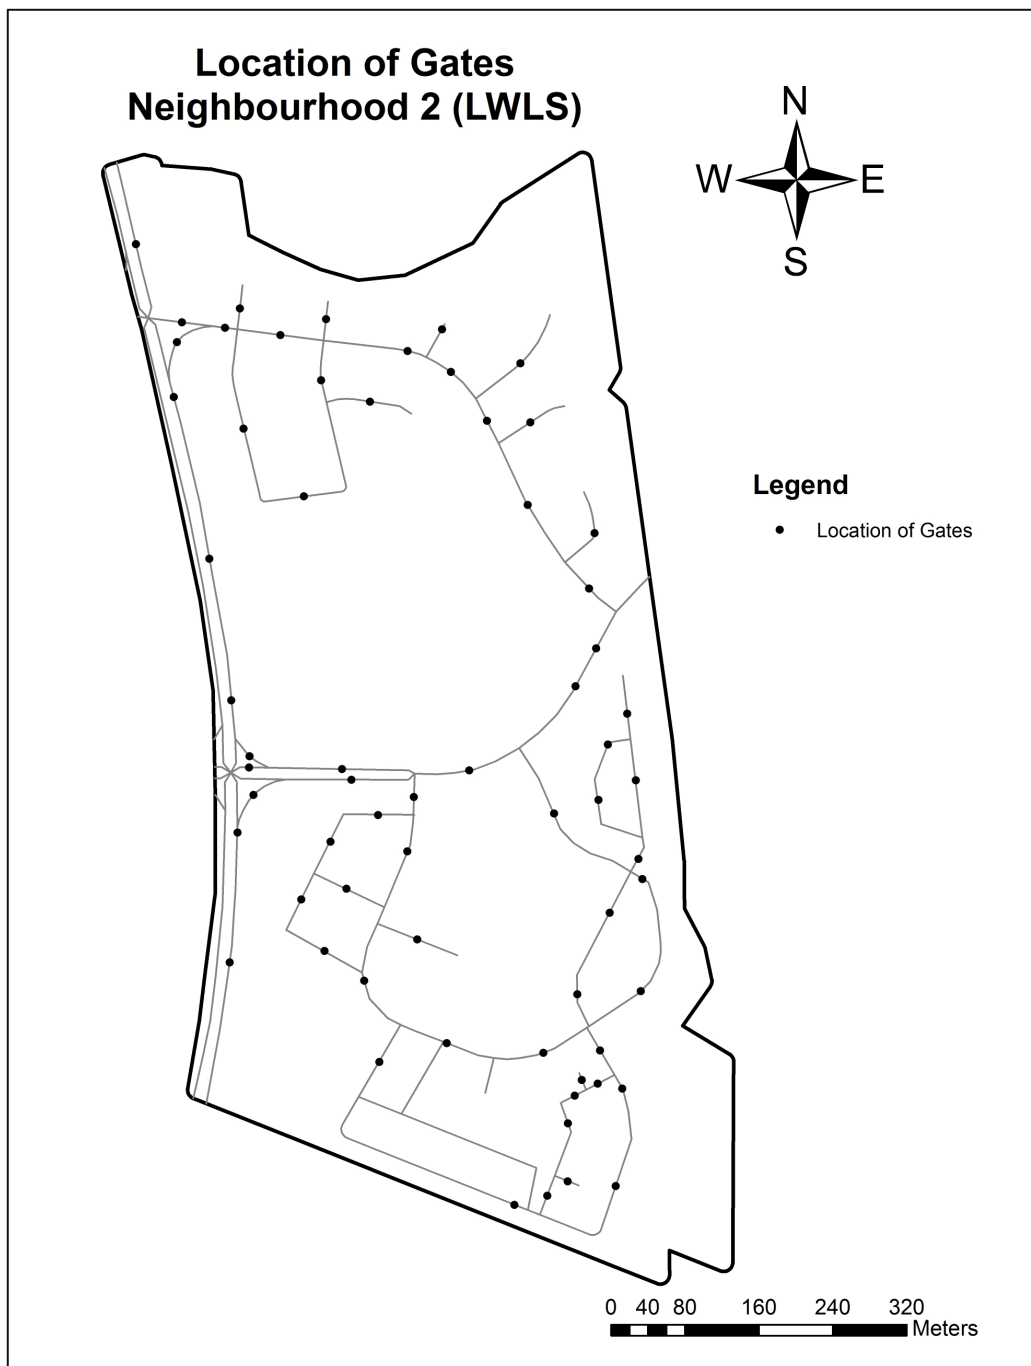 Location of Gates
Neighbourhood 2 (LWLS)
N
W E
S
Legend
Location of Gates
0 40 80 160 240 320
Meters